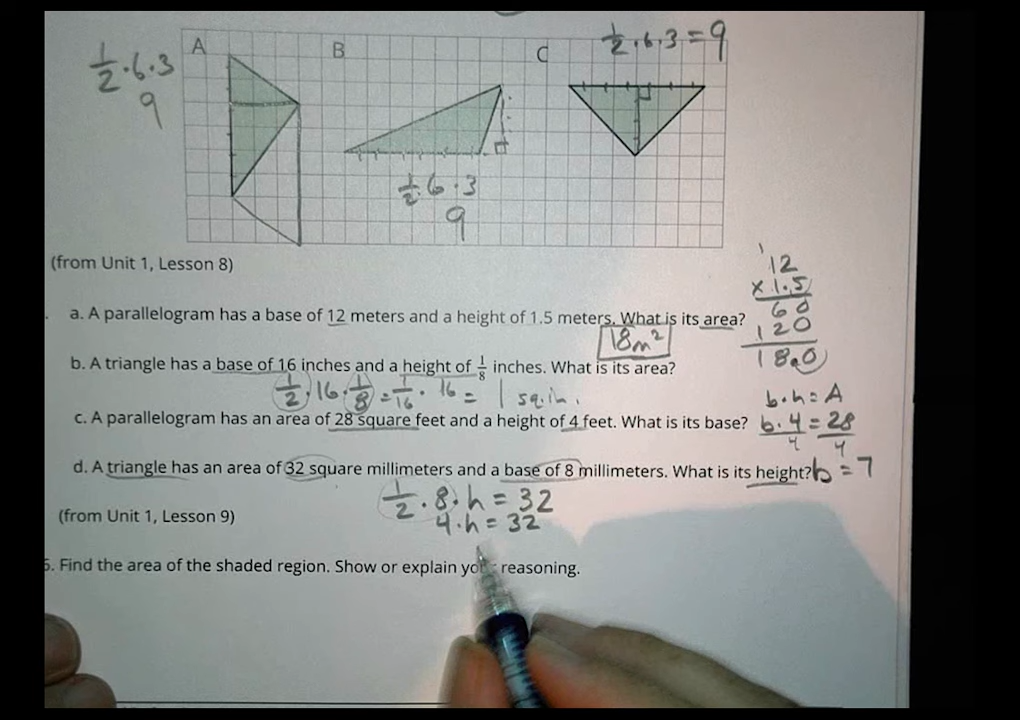 A
B
C
1/2 · 6 · 3
9
1/2 · 6 · 3 = 9
1/2 · 6 · 3
9
(from Unit 1, Lesson 8)
12
x 1.5
60
120
18.0
a. A parallelogram has a base of 12 meters and a height of 1.5 meters. What is its area?
18m²
b. A triangle has a base of 16 inches and a height of 1/8 inches. What is its area?
1/2 · 16 · 1/8 = 1/16 · 16 = 1 sq.in.
b·h=A
c. A parallelogram has an area of 28 square feet and a height of 4 feet. What is its base?
b·4=28
4 4
b=7
d. A triangle has an area of 32 square millimeters and a base of 8 millimeters. What is its height?
1/2 · 8 · h = 32
4·h = 32
(from Unit 1, Lesson 9)
5. Find the area of the shaded region. Show or explain reasoning.